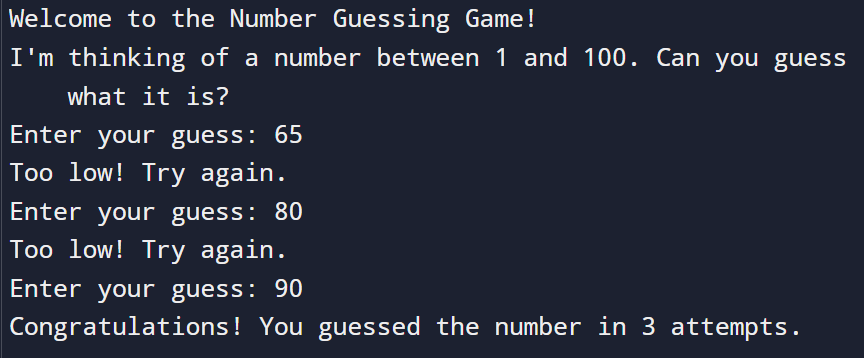 Welcome to the Number Guessing Game!
I'm thinking of a number between 1 and 100. Can you guess
what it is?
Enter your guess: 65
Too low! Try again.
Enter your guess: 80
Too low! Try again.
Enter your guess: 90
Congratulations! You guessed the number in 3 attempts.